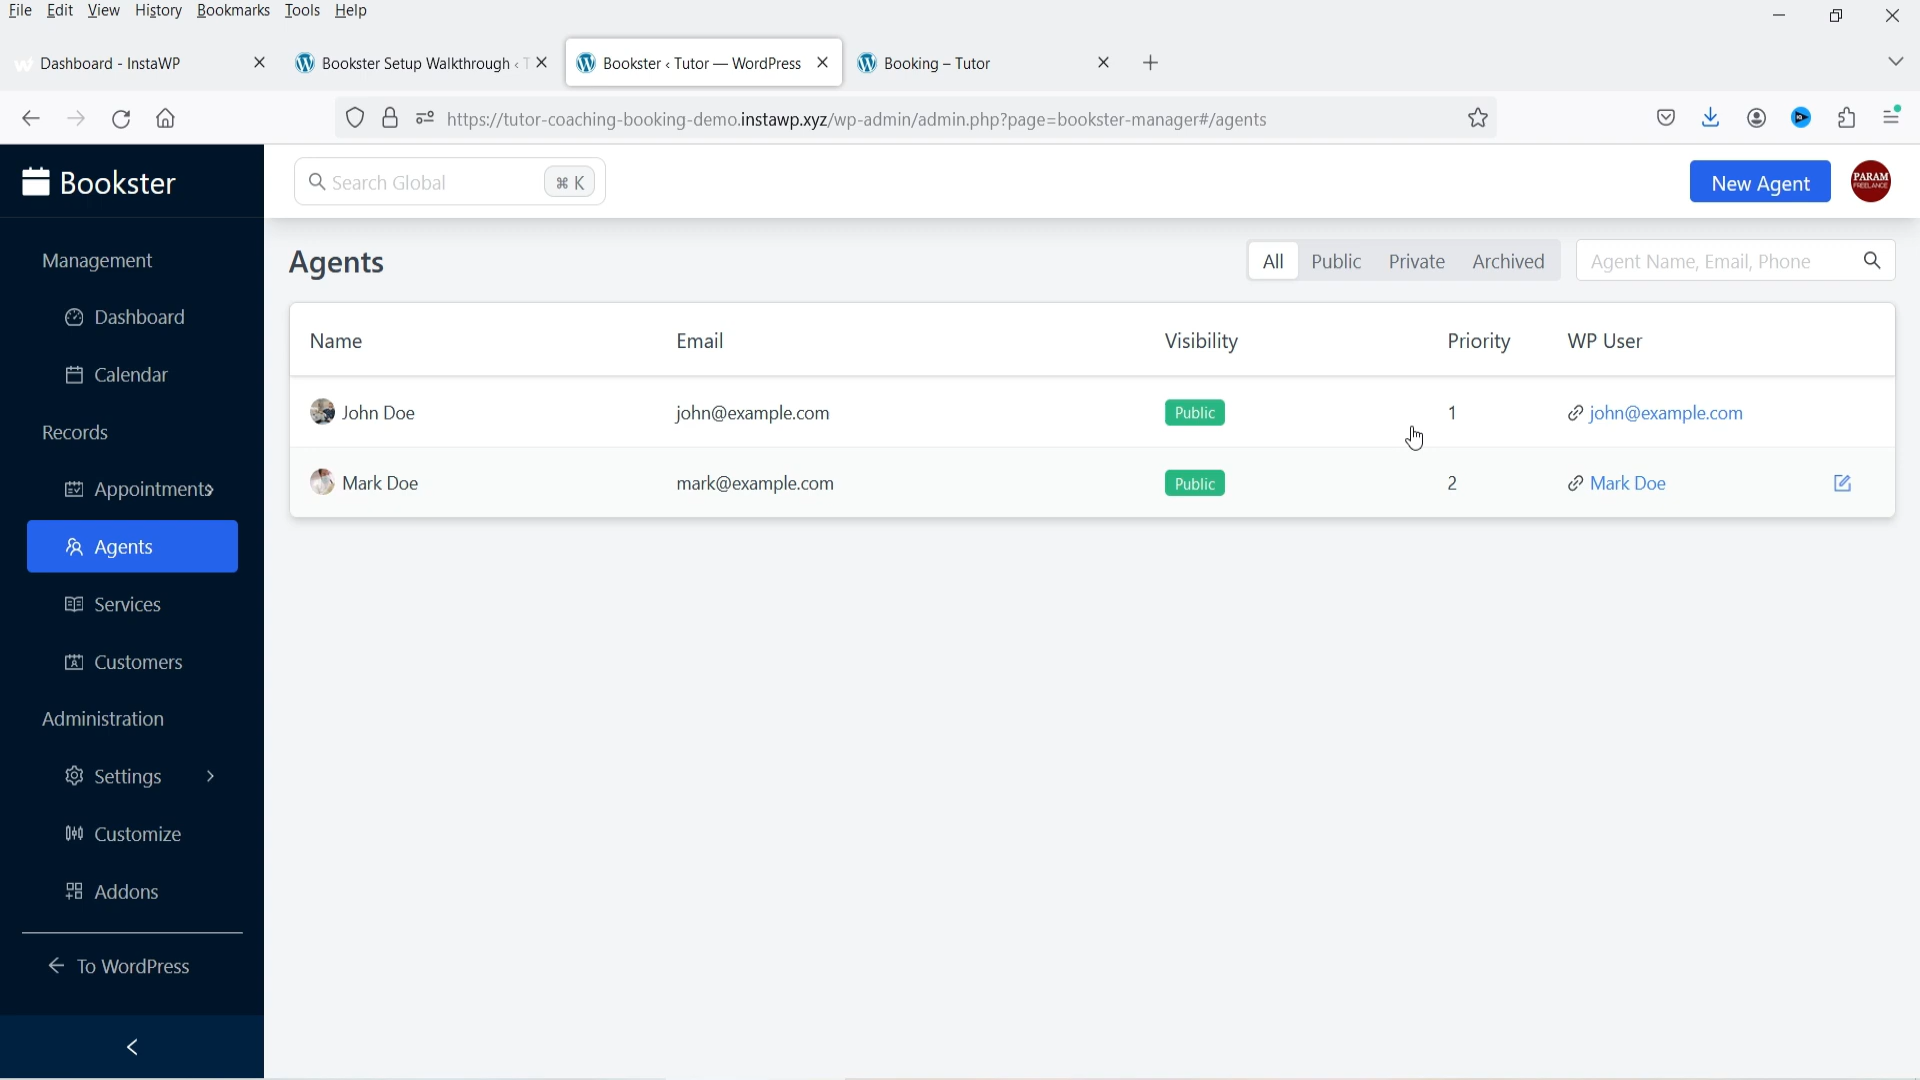 File Edit View History Bookmarks Tools Help
Dashboard - InstaWP
Bookster Setup Walkthrough ‹ T
Bookster ‹ Tutor — WordPress
Booking – Tutor
https://tutor-coaching-booking-demo.instawp.xyz/wp-admin/admin.php?page=bookster-manager#/agents
Bookster
Search Global ⌘ K
New Agent
PARAM
FREELANCE
Management
Dashboard
Calendar
Records
Appointments
Agents
Services
Customers
Administration
Settings
Customize
Addons
To WordPress
Agents
All Public Private Archived
Agent Name, Email, Phone
Name Email Visibility Priority WP User
John Doe john@example.com Public 1 john@example.com
Mark Doe mark@example.com Public 2 Mark Doe